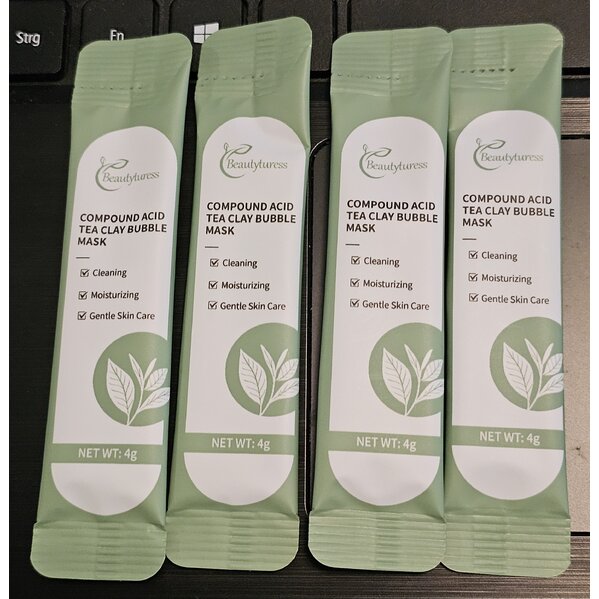 Strg
Fn
Beautyturess
COMPOUND ACID
TEA CLAY BUBBLE
MASK
Cleaning
Moisturizing
Gentle Skin Care
NET WT: 4g
Beautyturess
COMPOUND ACID
TEA CLAY BUBBLE
MASK
Cleaning
Moisturizing
Gentle Skin Care
NET WT: 4g
Beautyturess
COMPOUND ACID
TEA CLAY BUBBLE
MASK
Cleaning
Moisturizing
Gentle Skin Care
NET WT: 4g
Beautyturess
COMPOUND ACID
TEA CLAY BUBBLE
MASK
Cleaning
Moisturizing
Gentle Skin Care
NET WT: 4g